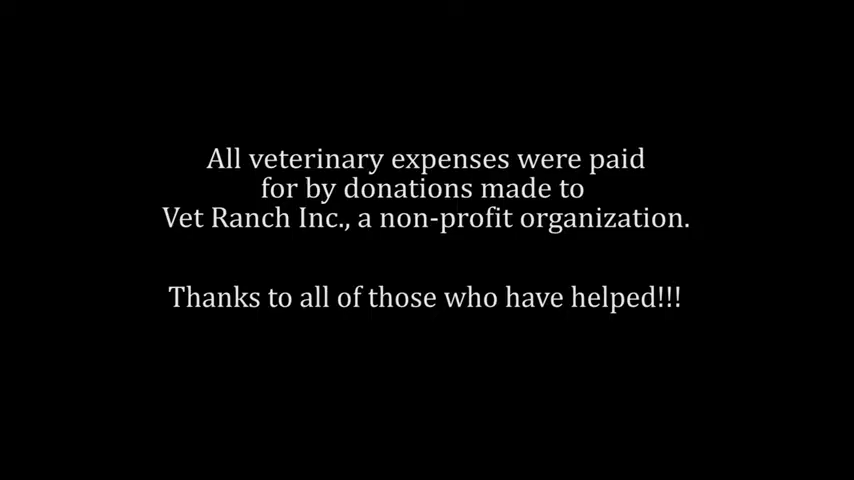 All veterinary expenses were paid
for by donations made to
Vet Ranch Inc., a non-profit organization.
Thanks to all of those who have helped!!!